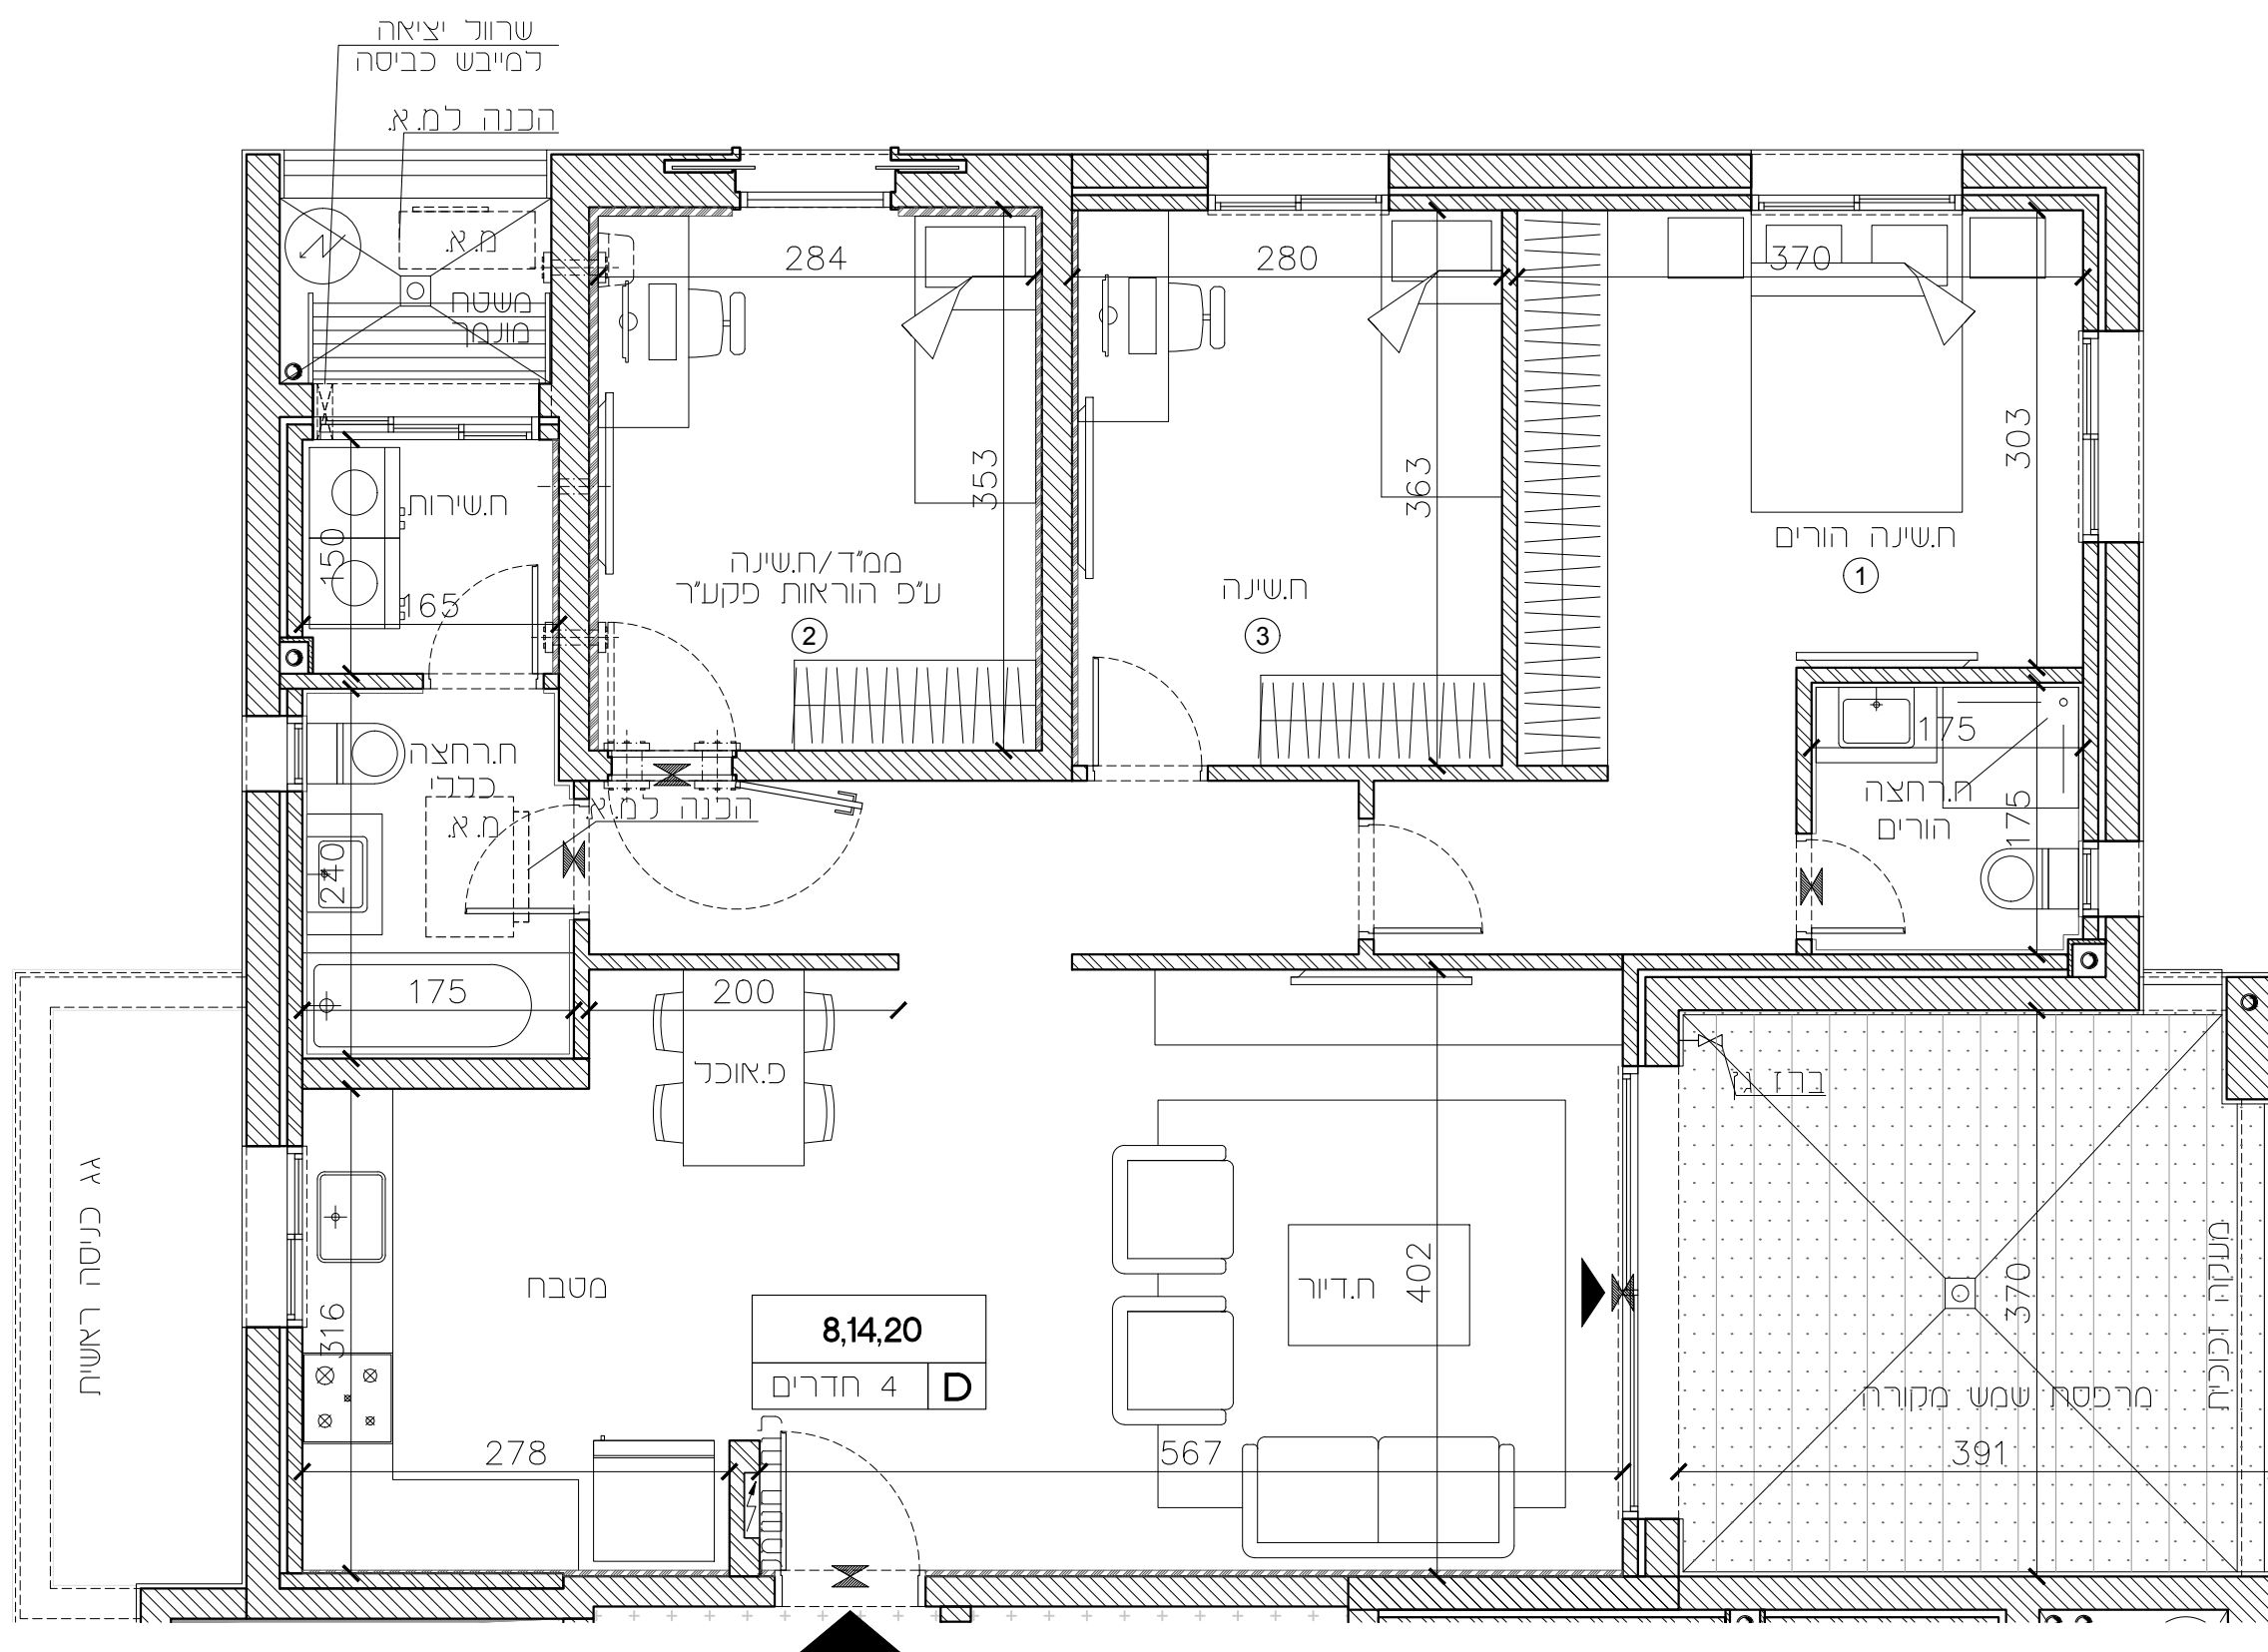 שרוול יציאה
למייבש כביסה
הכנה למ.א.
מ.א.
משטח
מונמך
284
280
370
303
353
363
ח.שירות
150
165
ממ"ד/ח.שינה
ע"פ הוראות פקע"ר
2
ח.שינה
3
ח.שינה הורים
1
175
ח.רחצה
הורים
175
ח.רחצה
כללי
מ.א.
הכנה למ.א.
240
175
200
פ.אוכל
ברז גן
גג כניסה ראשית
316
מטבח
8,14,20
4 חדרים
D
ח.דיור
402
370
מעקה זכוכית
מרפסת שמש מקורה
278
567
391